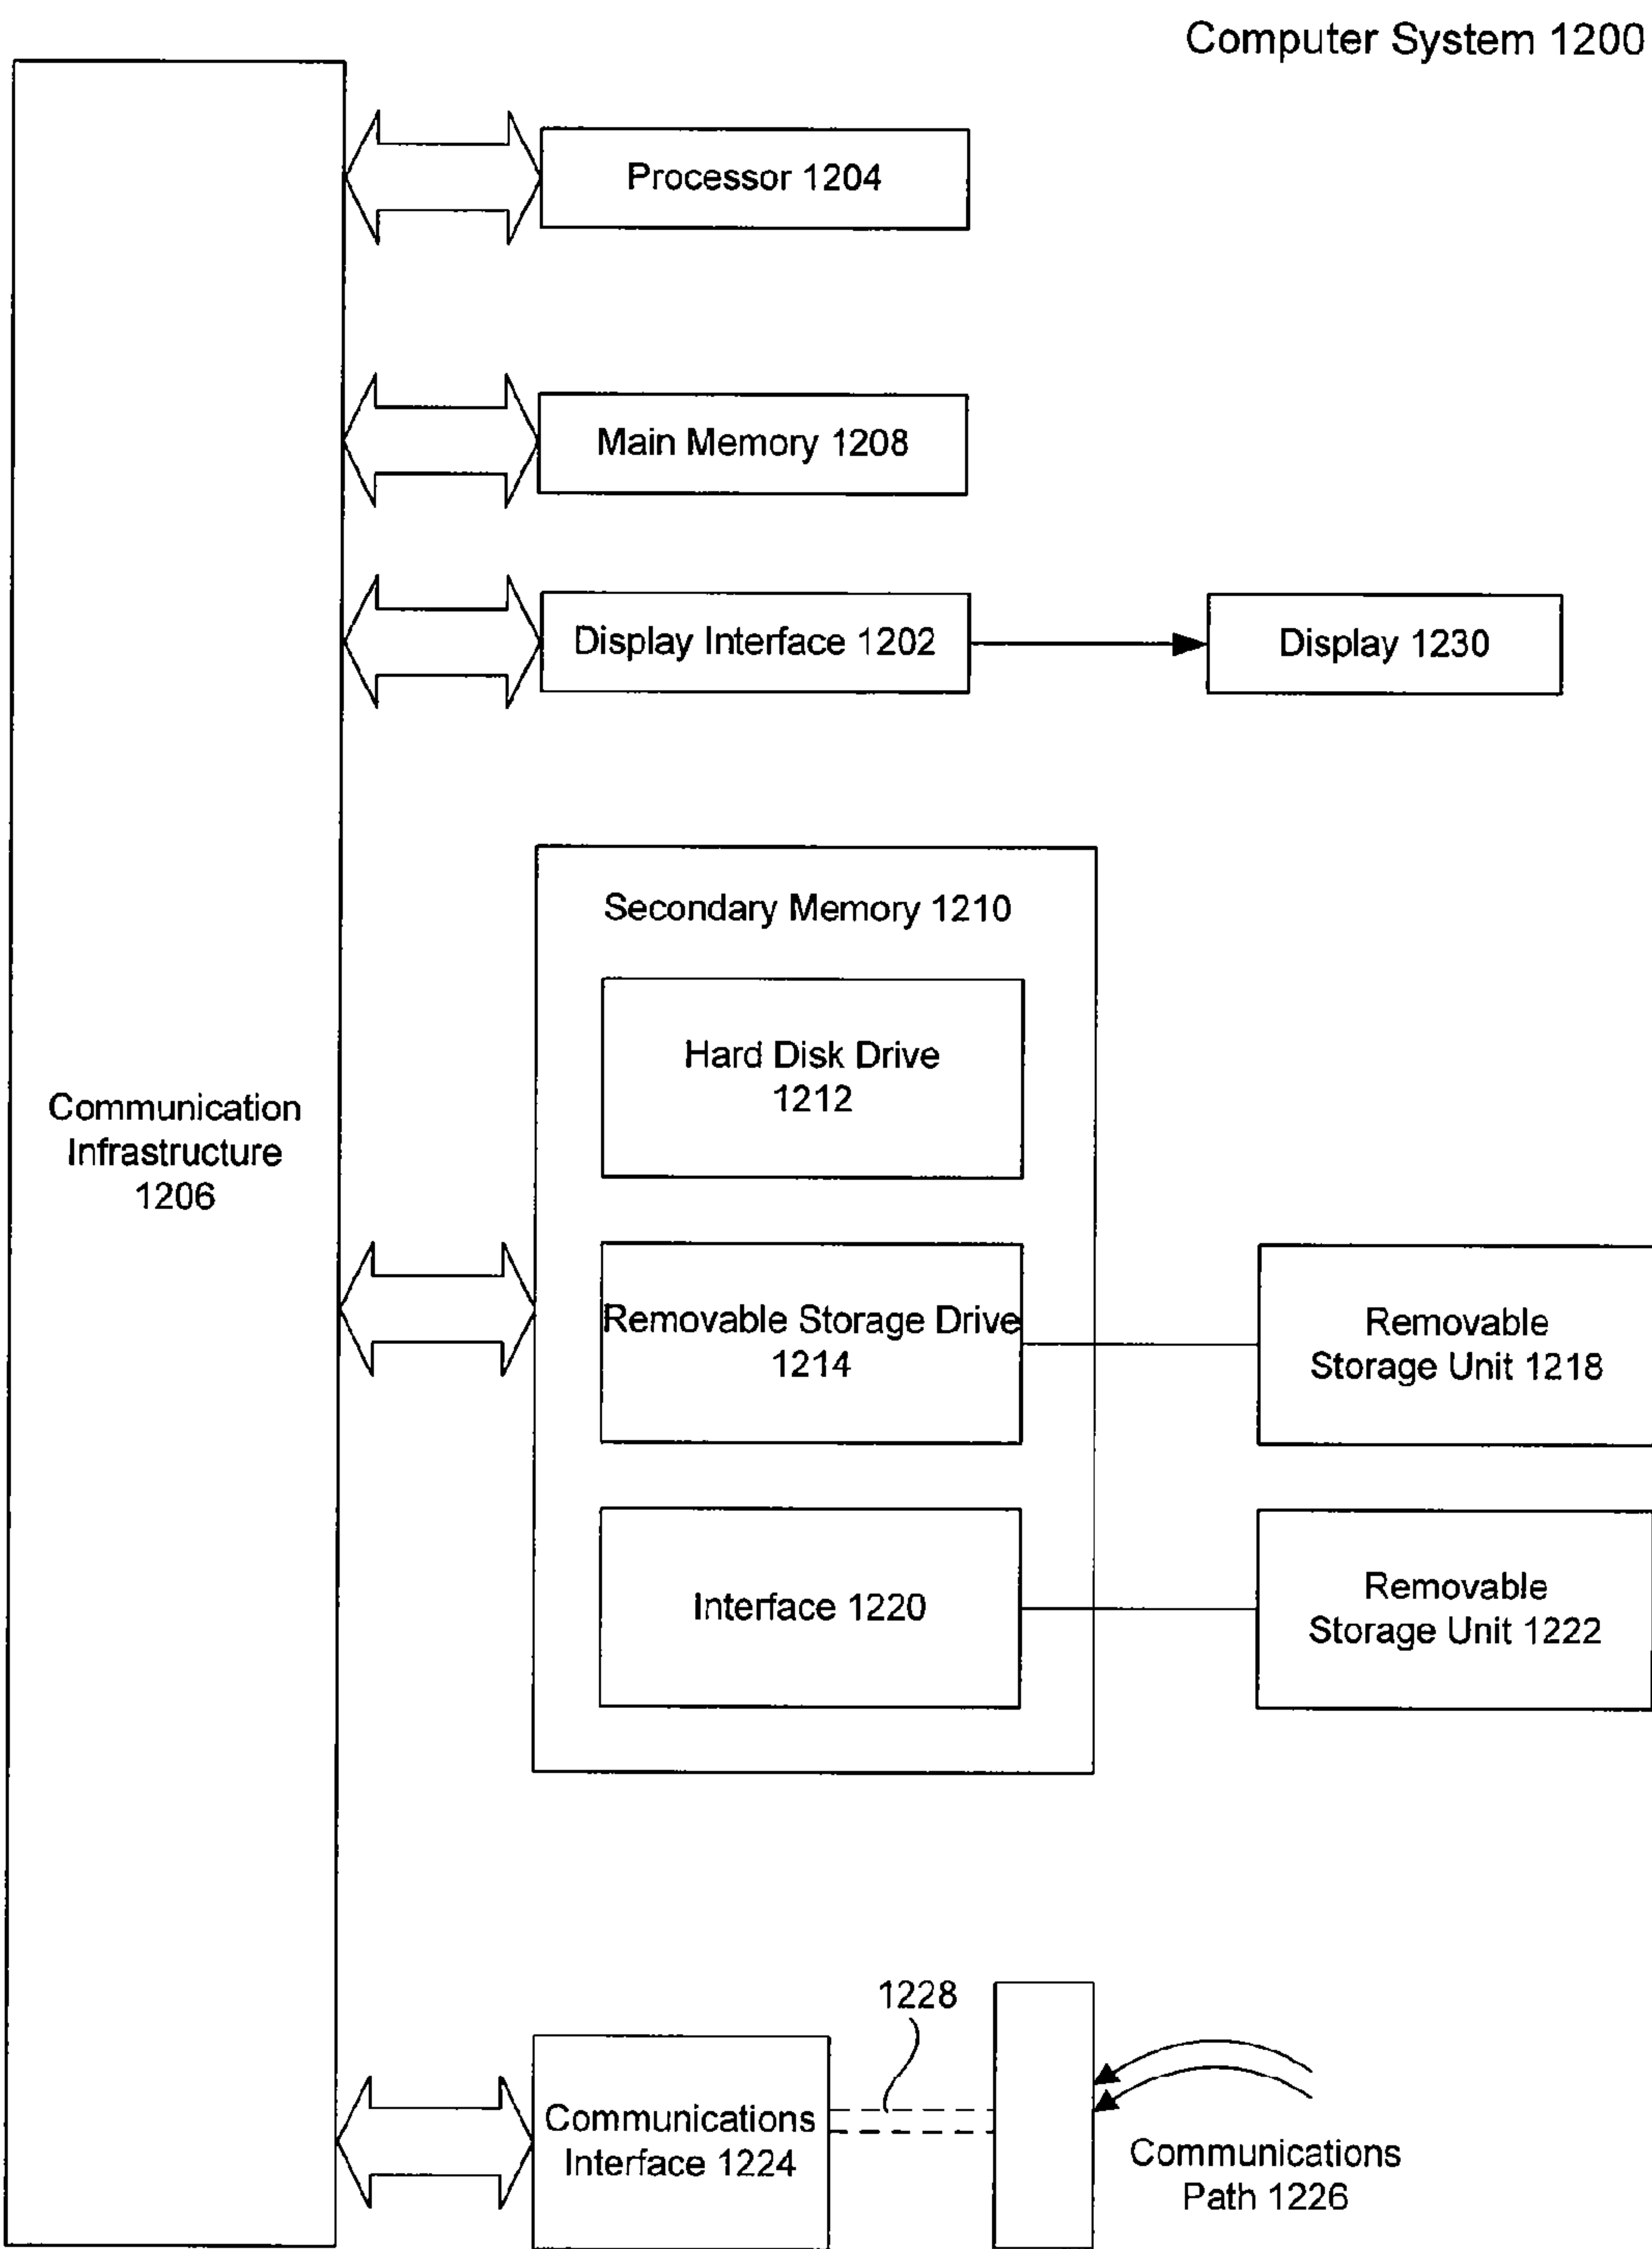 Computer System 1200
Processor 1204
Main Memory 1208
Display Interface 1202
Display 1230
Secondary Memory 1210
Hard Disk Drive
1212
Communication
Infrastructure
1206
Removable Storage Drive
1214
Removable
Storage Unit 1218
Interface 1220
Removable
Storage Unit 1222
1228
Communications
Interface 1224
Communications
Path 1226